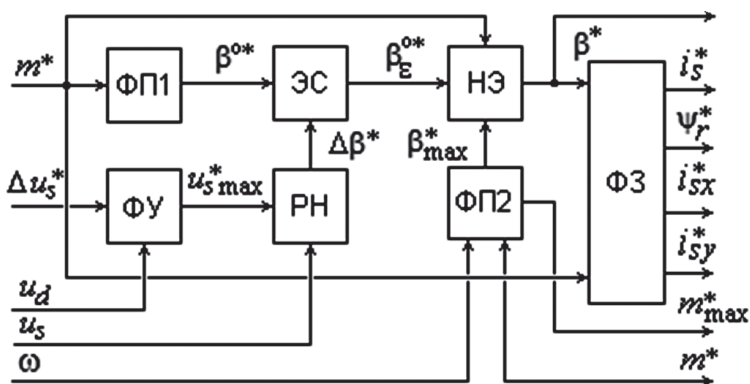 m* ФП1 β°* ЭС β°*ε НЭ β* i*s
ψ*r
Δβ* β*max
Δu*s ФУ u*s max РН ФП2 ФЗ i*sx
i*sy
ud
us m*max
ω m*